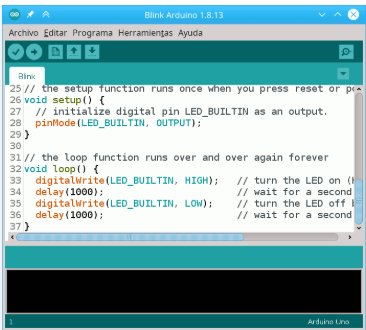 Blink Arduino 1.8.13
Archivo Editar Programa Herramientas Ayuda
Blink
25// the setup function runs once when you press reset or po
26void setup() {
27  // initialize digital pin LED_BUILTIN as an output.
28  pinMode(LED_BUILTIN, OUTPUT);
29}
30
31// the loop function runs over and over again forever
32void loop() {
33  digitalWrite(LED_BUILTIN, HIGH);   // turn the LED on (H
34  delay(1000);                       // wait for a second
35  digitalWrite(LED_BUILTIN, LOW);    // turn the LED off b
36  delay(1000);                       // wait for a second
37}
1 Arduino Uno